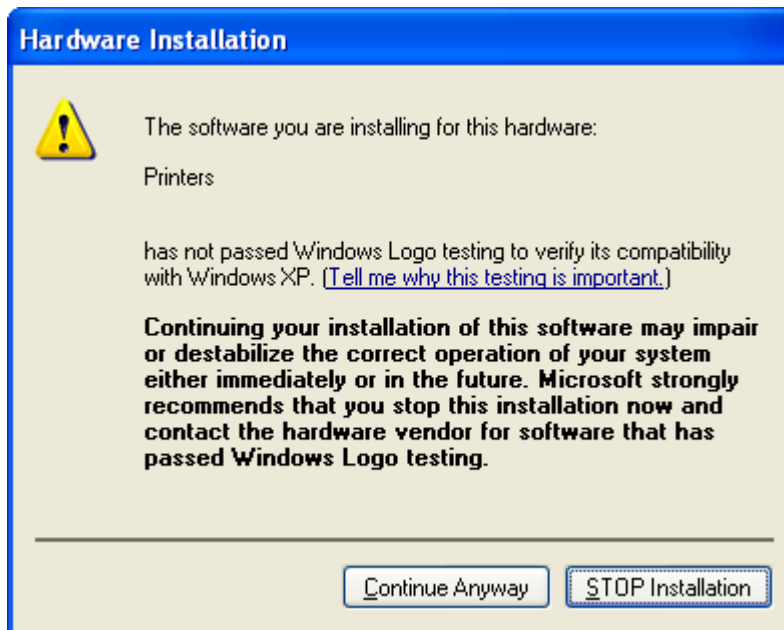 Hardware Installation
The software you are installing for this hardware:
Printers
has not passed Windows Logo testing to verify its compatibility
with Windows XP. (Tell me why this testing is important.)
Continuing your installation of this software may impair
or destabilize the correct operation of your system
either immediately or in the future. Microsoft strongly
recommends that you stop this installation now and
contact the hardware vendor for software that has
passed Windows Logo testing.
Continue Anyway
STOP Installation